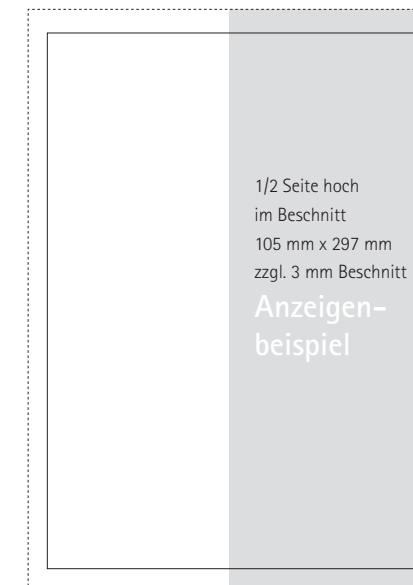 1/2 Seite hoch
im Beschnitt
105 mm x 297 mm
zzgl. 3 mm Beschnitt
Anzeigen-
beispiel